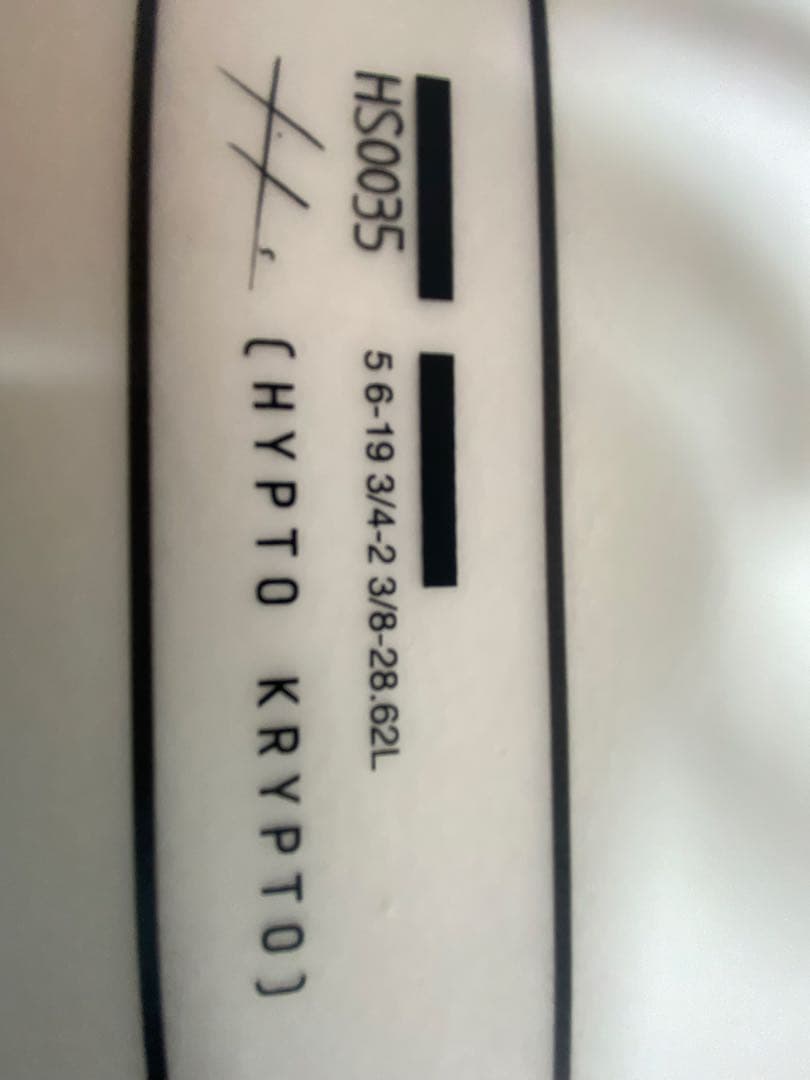 HS0035 5 6-19 3/4-2 3/8-28.62L
(HYPTO KRYPTO)